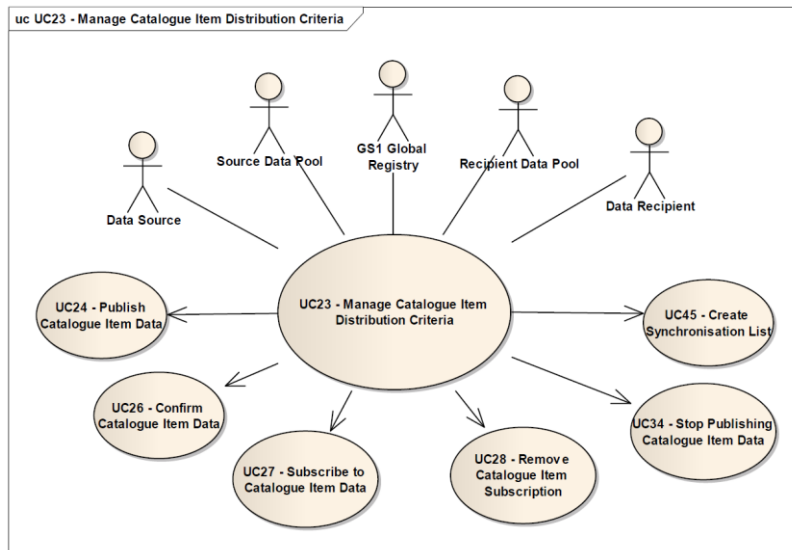 uc UC23 - Manage Catalogue Item Distribution Criteria
GS1 Global
Registry
Source Data Pool
Recipient Data Pool
Data Source
Data Recipient
UC23 - Manage Catalogue Item
Distribution Criteria
UC24 - Publish
Catalogue Item Data
UC45 - Create
Synchronisation List
UC26 - Confirm
Catalogue Item Data
UC34 - Stop Publishing
Catalogue Item Data
UC27 - Subscribe to
Catalogue Item Data
UC28 - Remove
Catalogue Item
Subscription